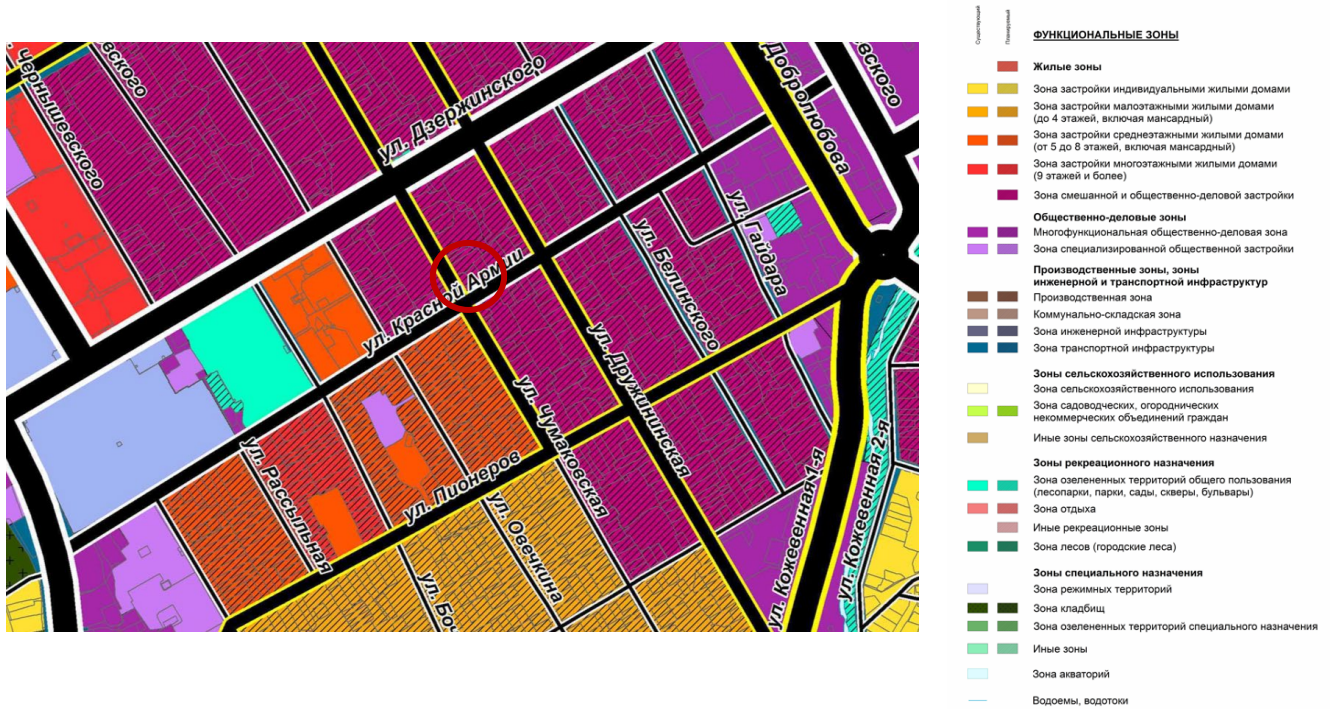 Чернышевского
вского
ул. Дзержинского
Добролюбова
вского
ул. Красной Армии
ул. Гайдара
ул. Белинского
ул. Дружининская
ул. Чумаковская
ул. Пионеров
ул. Рассыльная
ул. Овечкина
ул. Боч
ул. Кожевенная 1-я
ул. Кожевенная 2-я
Существующий
Планируемый
ФУНКЦИОНАЛЬНЫЕ ЗОНЫ
Жилые зоны
Зона застройки индивидуальными жилыми домами
Зона застройки малоэтажными жилыми домами
(до 4 этажей, включая мансардный)
Зона застройки среднеэтажными жилыми домами
(от 5 до 8 этажей, включая мансардный)
Зона застройки многоэтажными жилыми домами
(9 этажей и более)
Зона смешанной и общественно-деловой застройки
Общественно-деловые зоны
Многофункциональная общественно-деловая зона
Зона специализированной общественной застройки
Производственные зоны, зоны
инженерной и транспортной инфраструктур
Производственная зона
Коммунально-складская зона
Зона инженерной инфраструктуры
Зона транспортной инфраструктуры
Зоны сельскохозяйственного использования
Зона сельскохозяйственного использования
Зона садоводческих, огороднических
некоммерческих объединений граждан
Иные зоны сельскохозяйственного назначения
Зоны рекреационного назначения
Зона озелененных территорий общего пользования
(лесопарки, парки, сады, скверы, бульвары)
Зона отдыха
Иные рекреационные зоны
Зона лесов (городские леса)
Зоны специального назначения
Зона режимных территорий
Зона кладбищ
Зона озелененных территорий специального назначения
Иные зоны
Зона акваторий
Водоемы, водотоки